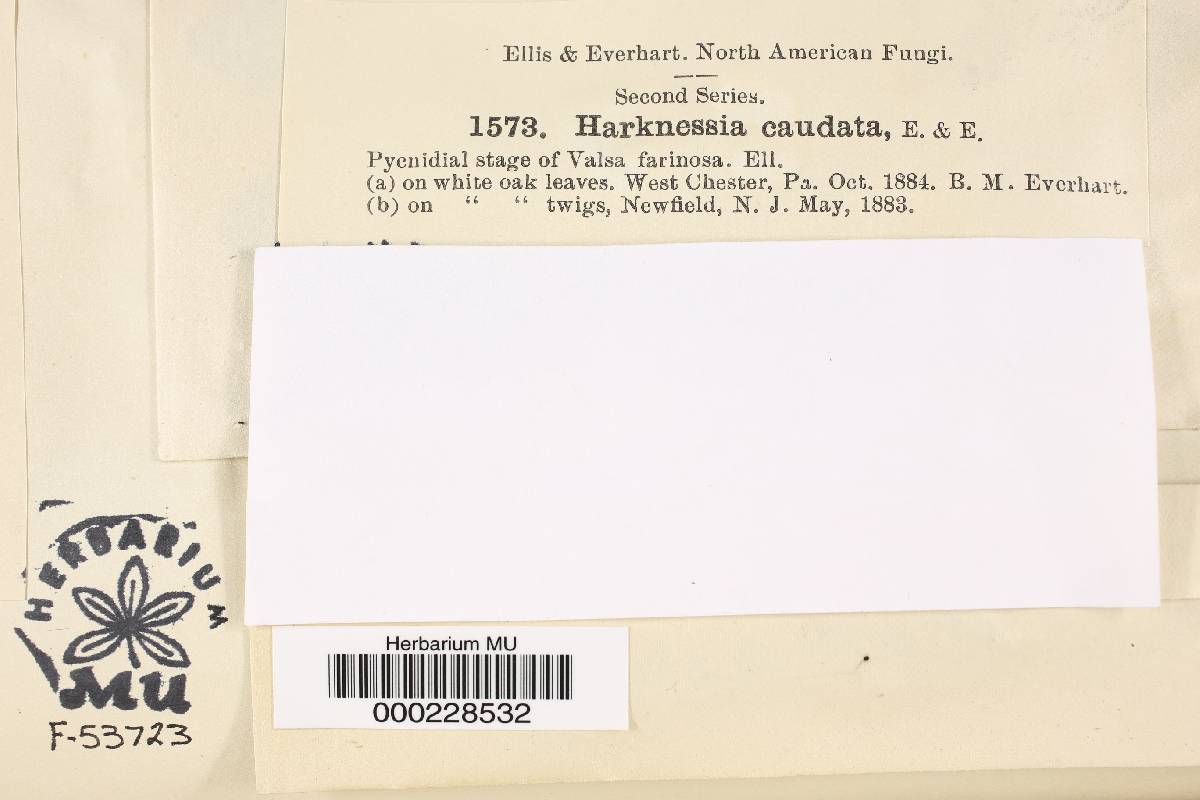 Ellis & Everhart. North American Fungi.
Second Series.
1573. Harknessia caudata, E. & E.
Pycnidial stage of Valsa farinosa. Ell.
(a) on white oak leaves. West Chester, Pa. Oct. 1884. B. M. Everhart.
(b) on “ “ twigs, Newfield, N. J. May, 1883.
HERBARIUM
MU
F-53723
Herbarium MU
000228532